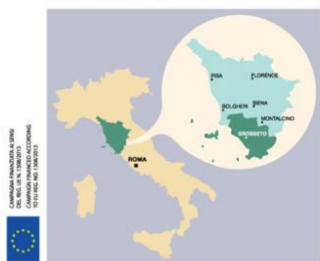 PISA
FLORENCE
BOLGHERI
SIENA
MONTALCINO
GROSSETO
ROMA
CAMPAGNA FINANZIATA AI SENSI
DEL REG. UE N. 1308/2013
CAMPAIGN FINANCED ACCORDING
TO EU REG. NO. 1308/2013